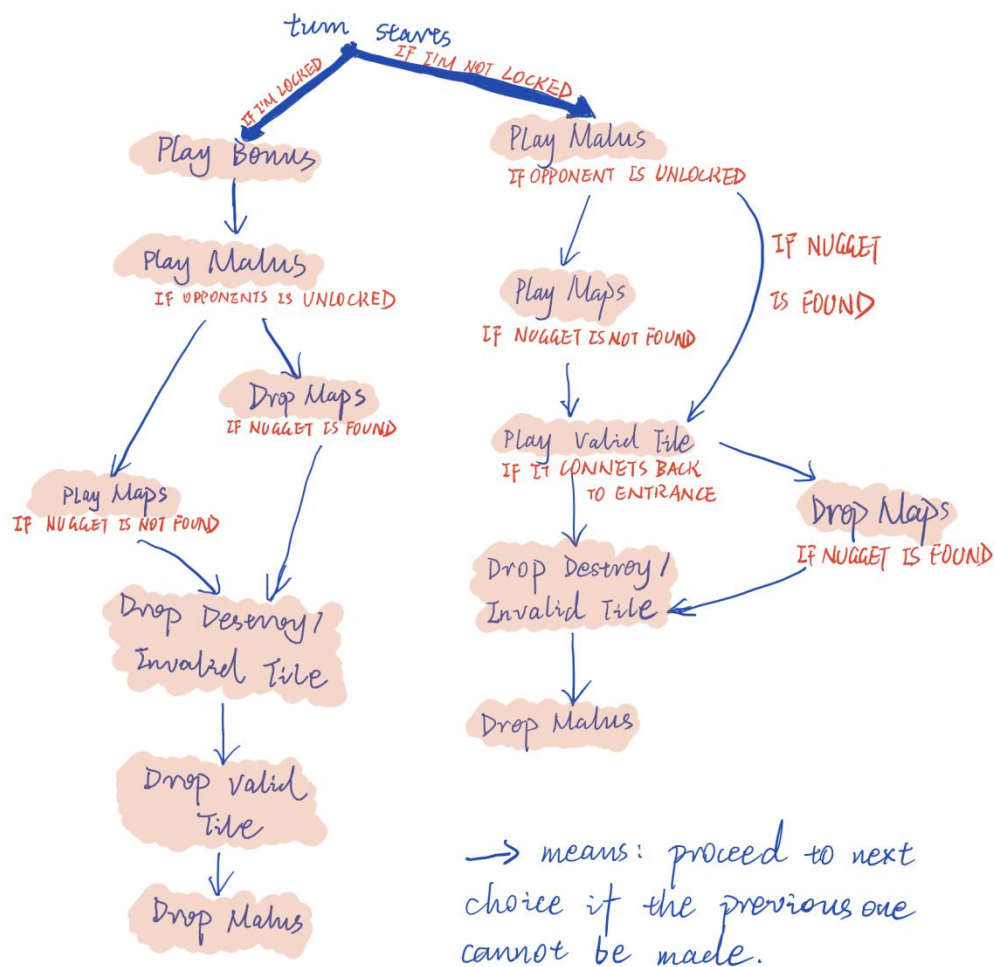 turn starts
IF I'M LOCKED
IF I'M NOT LOCKED
Play Bonus
Play Malus
IF OPPONENTS IS UNLOCKED
Drop Maps
IF NUGGET IS FOUND
Play Maps
IF NUGGET IS NOT FOUND
Drop Destroy/
Invalid Tile
Drop Valid
Tile
Drop Malus
Play Malus
IF OPPONENT IS UNLOCKED
IF NUGGET
IS FOUND
Play Maps
IF NUGGET IS NOT FOUND
Play Valid Tile
IF IT CONNETS BACK
TO ENTRANCE
Drop Maps
IF NUGGET IS FOUND
Drop Destroy/
Invalid Tile
Drop Malus
→ means: proceed to next
choice if the previous one
cannot be made.